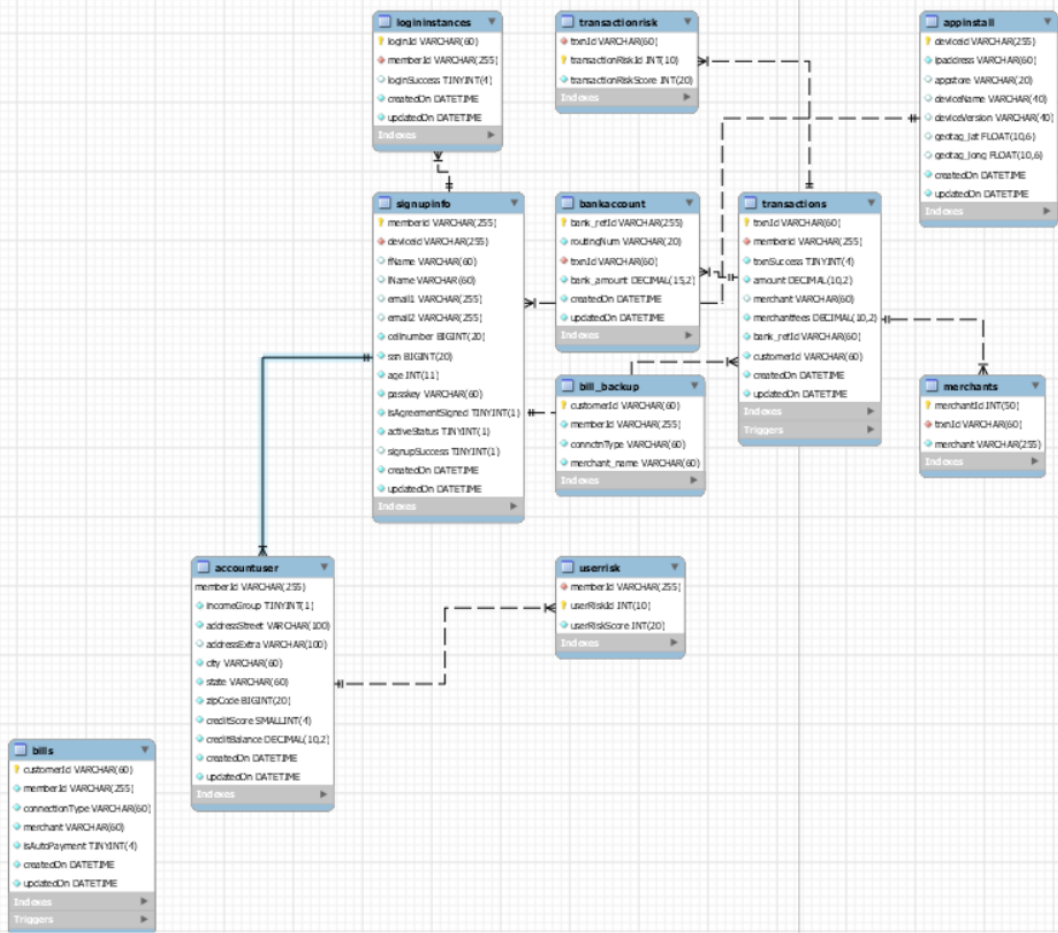 logininstances
loginId VARCHAR(60)
memberId VARCHAR(255)
loginSuccess TINYINT(4)
createdOn DATETIME
updatedOn DATETIME
Indexes
transactionrisk
trxnId VARCHAR(60)
transactionRiskId INT(10)
transactionRiskScore INT(20)
Indexes
appinstall
deviceid VARCHAR(255)
ipaddress VARCHAR(60)
appstore VARCHAR(20)
deviceName VARCHAR(40)
deviceVersion VARCHAR(40)
geotag_lat FLOAT(10,6)
geotag_long FLOAT(10,6)
createdOn DATETIME
updatedOn DATETIME
Indexes
signupinfo
memberid VARCHAR(255)
deviceid VARCHAR(255)
fName VARCHAR(60)
lName VARCHAR(60)
email1 VARCHAR(255)
email2 VARCHAR(255)
cellnumber BIGINT(20)
ssn BIGINT(20)
age INT(11)
passkey VARCHAR(60)
isAgreementSigned TINYINT(1)
activeStatus TINYINT(1)
signupSuccess TINYINT(1)
createdOn DATETIME
updatedOn DATETIME
Indexes
bankaccount
bank_refId VARCHAR(255)
routingNum VARCHAR(20)
trxnId VARCHAR(60)
bank_amount DECIMAL(15,2)
createdOn DATETIME
updatedOn DATETIME
Indexes
transactions
trxnId VARCHAR(60)
memberid VARCHAR(255)
trxnSuccess TINYINT(4)
amount DECIMAL(10,2)
merchant VARCHAR(60)
merchantfees DECIMAL(10,2)
bank_refId VARCHAR(60)
customerId VARCHAR(60)
createdOn DATETIME
updatedOn DATETIME
Indexes
Triggers
bill_backup
customerId VARCHAR(60)
memberId VARCHAR(255)
connctnType VARCHAR(60)
merchant_name VARCHAR(60)
Indexes
merchants
merchantId INT(50)
trxnId VARCHAR(60)
merchant VARCHAR(255)
Indexes
accountuser
memberId VARCHAR(255)
incomeGroup TINYINT(1)
addressStreet VARCHAR(100)
addressExtra VARCHAR(100)
city VARCHAR(60)
state VARCHAR(60)
zipCode BIGINT(20)
creditScore SMALLINT(4)
creditBalance DECIMAL(10,2)
createdOn DATETIME
updatedOn DATETIME
Indexes
userrisk
memberId VARCHAR(255)
userRiskId INT(10)
userRiskScore INT(20)
Indexes
bills
customerId VARCHAR(60)
memberId VARCHAR(255)
connectionType VARCHAR(60)
merchant VARCHAR(60)
isAutoPayment TINYINT(4)
createdOn DATETIME
updatedOn DATETIME
Indexes
Triggers